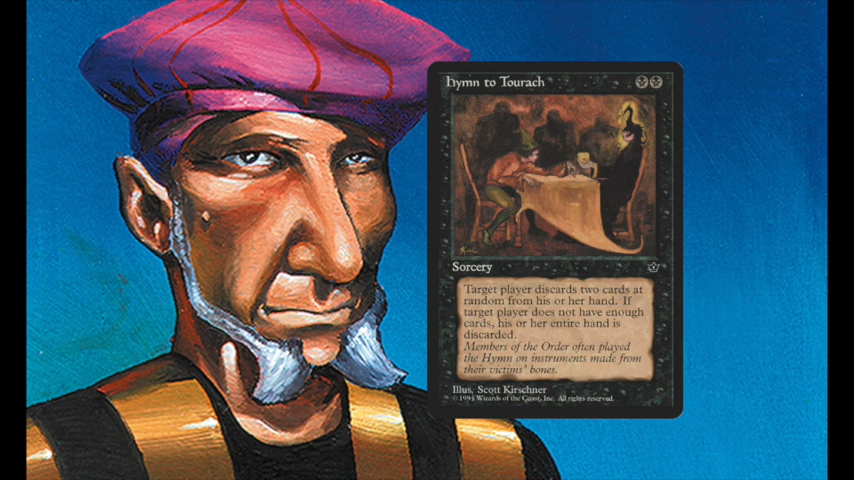 Hymn to Tourach
Sorcery
Target player discards two cards at
random from his or her hand. If
target player does not have enough
cards, his or her entire hand is
discarded.
Members of the Order often played
the Hymn on instruments made from
their victims' bones.
Illus. Scott Kirschner
© 1994 Wizards of the Coast, Inc. All rights reserved.